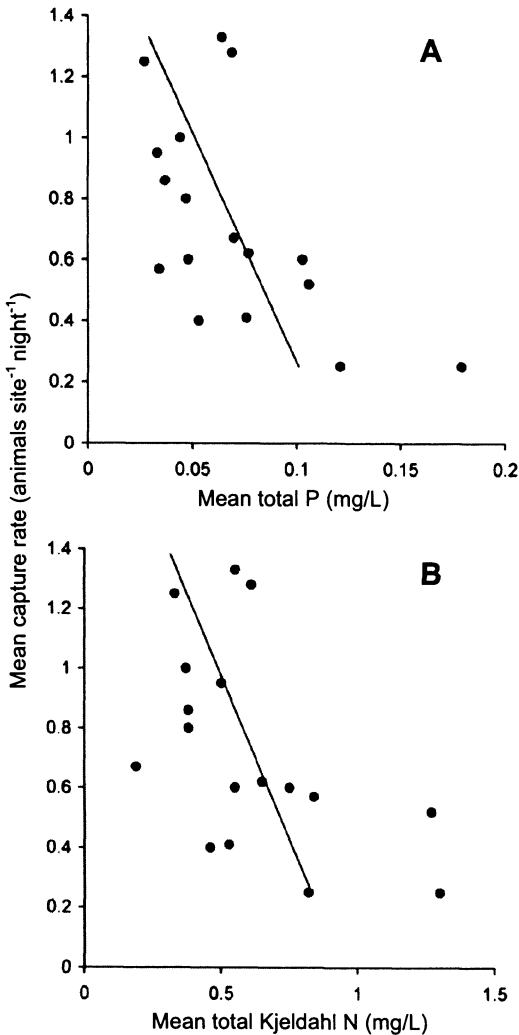 A
1.4
1.2
1
0.8
0.6
0.4
0.2
0
0 0.05 0.1 0.15 0.2
Mean total P (mg/L)
Mean capture rate (animals site⁻¹ night⁻¹)
B
1.4
1.2
1
0.8
0.6
0.4
0.2
0
0 0.5 1 1.5
Mean total Kjeldahl N (mg/L)